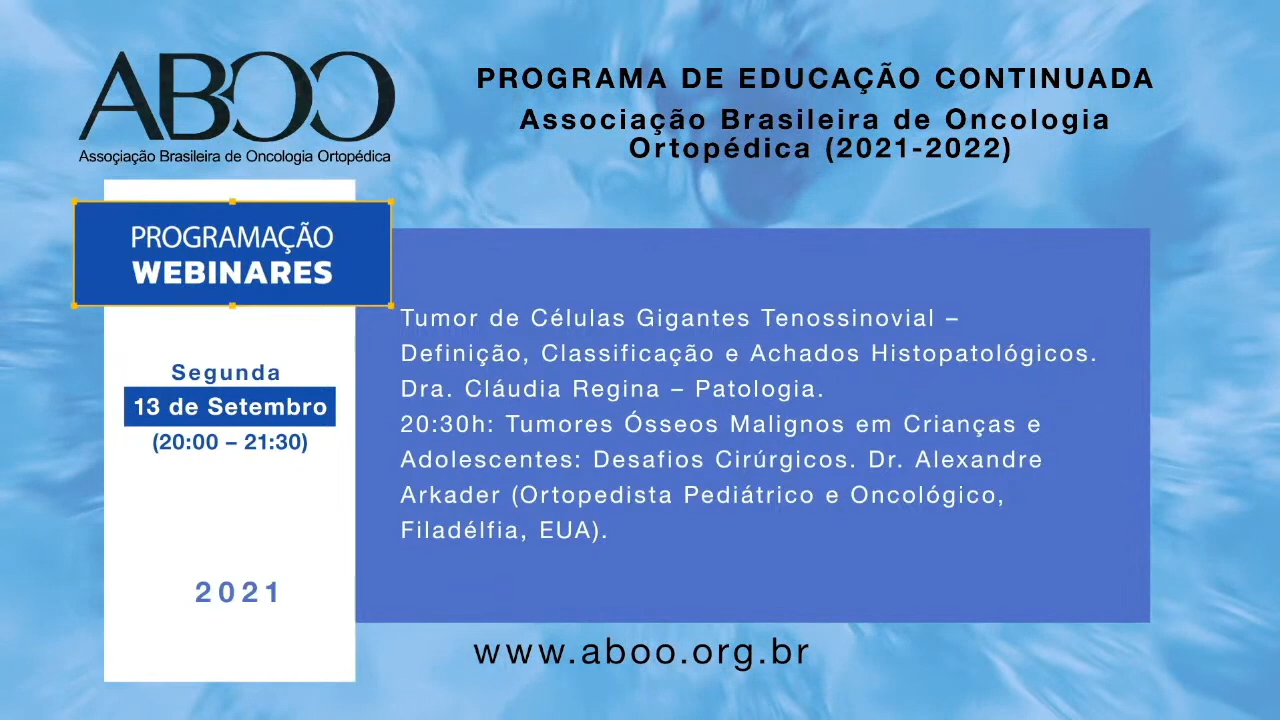 ABOO
Associação Brasileira de Oncologia Ortopédica
PROGRAMA DE EDUCAÇÃO CONTINUADA
Associação Brasileira de Oncologia
Ortopédica (2021-2022)
PROGRAMAÇÃO
WEBINARES
Segunda
13 de Setembro
(20:00 – 21:30)
2021
Tumor de Células Gigantes Tenossinovial –
Definição, Classificação e Achados Histopatológicos.
Dra. Cláudia Regina – Patologia.
20:30h: Tumores Ósseos Malignos em Crianças e
Adolescentes: Desafios Cirúrgicos. Dr. Alexandre
Arkader (Ortopedista Pediátrico e Oncológico,
Filadélfia, EUA).
www.aboo.org.br